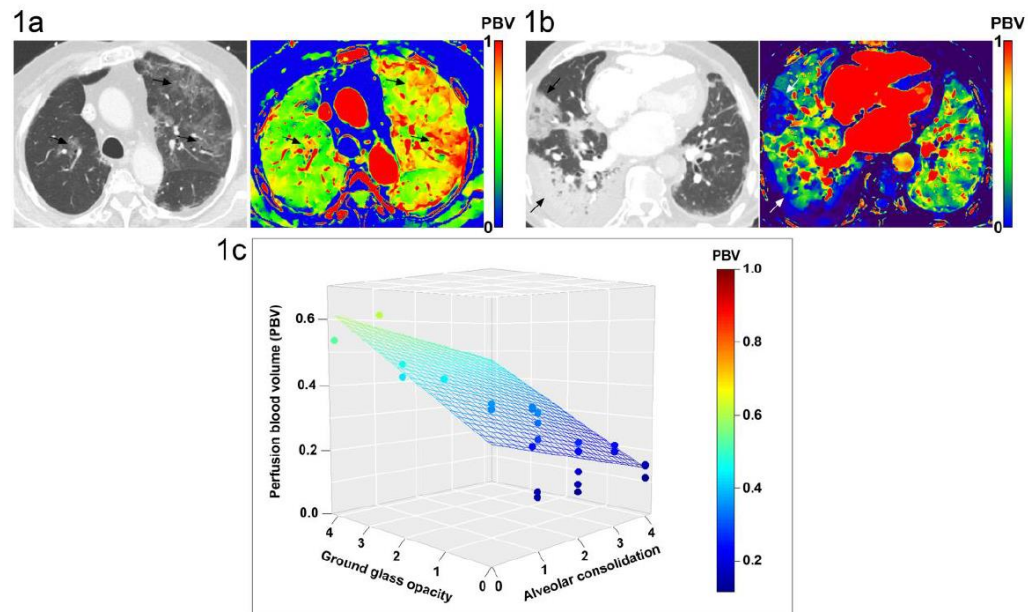 1a
PBV
1
0
1b
PBV
1
0
1c
PBV
1.0
0.8
0.6
0.4
0.2
Perfusion blood volume (PBV)
0.6
0.4
0.2
0.0
4
3
2
1
0
Ground glass opacity
0
1
2
3
4
Alveolar consolidation